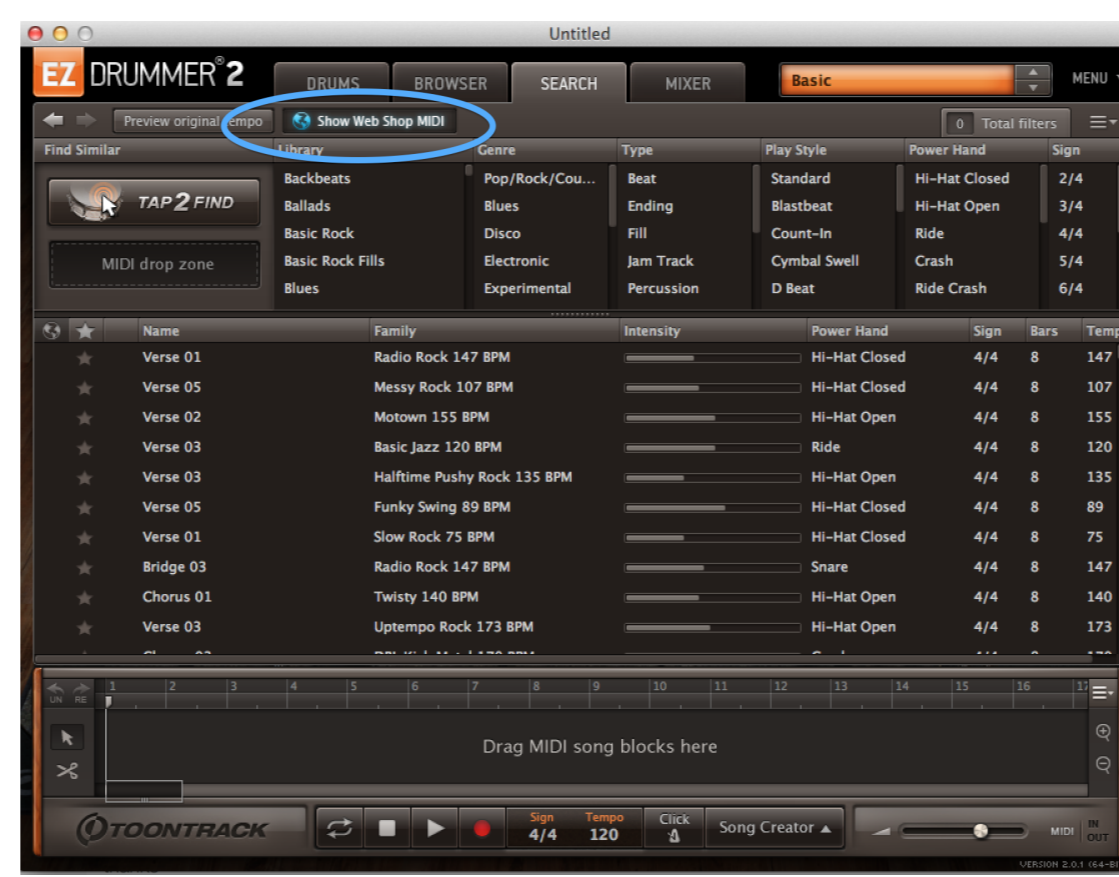 Untitled
EZ DRUMMER® 2 DRUMS BROWSER SEARCH MIXER Basic MENU
Preview original tempo Show Web Shop MIDI 0 Total filters
Find Similar Library Genre Type Play Style Power Hand Sign
Backbeats Pop/Rock/Cou... Beat Standard Hi-Hat Closed 2/4
TAP 2 FIND Ballads Blues Ending Blastbeat Hi-Hat Open 3/4
Basic Rock Disco Fill Count-In Ride 4/4
MIDI drop zone Basic Rock Fills Electronic Jam Track Cymbal Swell Crash 5/4
Blues Experimental Percussion D Beat Ride Crash 6/4
Name Family Intensity Power Hand Sign Bars Temp
Verse 01 Radio Rock 147 BPM Hi-Hat Closed 4/4 8 147
Verse 05 Messy Rock 107 BPM Hi-Hat Closed 4/4 8 107
Verse 02 Motown 155 BPM Hi-Hat Open 4/4 8 155
Verse 03 Basic Jazz 120 BPM Ride 4/4 8 120
Verse 03 Halftime Pushy Rock 135 BPM Hi-Hat Open 4/4 8 135
Verse 05 Funky Swing 89 BPM Hi-Hat Closed 4/4 8 89
Verse 01 Slow Rock 75 BPM Hi-Hat Closed 4/4 8 75
Bridge 03 Radio Rock 147 BPM Snare 4/4 8 147
Chorus 01 Twisty 140 BPM Hi-Hat Open 4/4 8 140
Verse 03 Uptempo Rock 173 BPM Hi-Hat Open 4/4 8 173
1 2 3 4 5 6 7 8 9 10 11 12 13 14 15 16 17
UN RE
Drag MIDI song blocks here
TOONTRACK Sign 4/4 Tempo 120 Click Song Creator MIDI IN OUT
VERSION 2.0.1 (64-BI